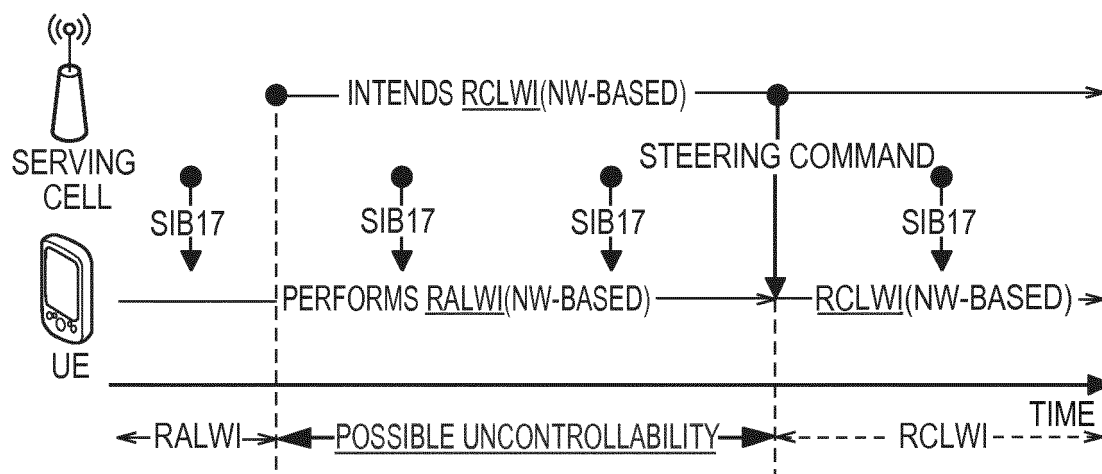 INTENDS RCLWI(NW-BASED)
SERVING
CELL
STEERING COMMAND
SIB17
SIB17
SIB17
SIB17
PERFORMS RALWI(NW-BASED)
RCLWI(NW-BASED)
UE
TIME
RALWI
POSSIBLE UNCONTROLLABILITY
RCLWI